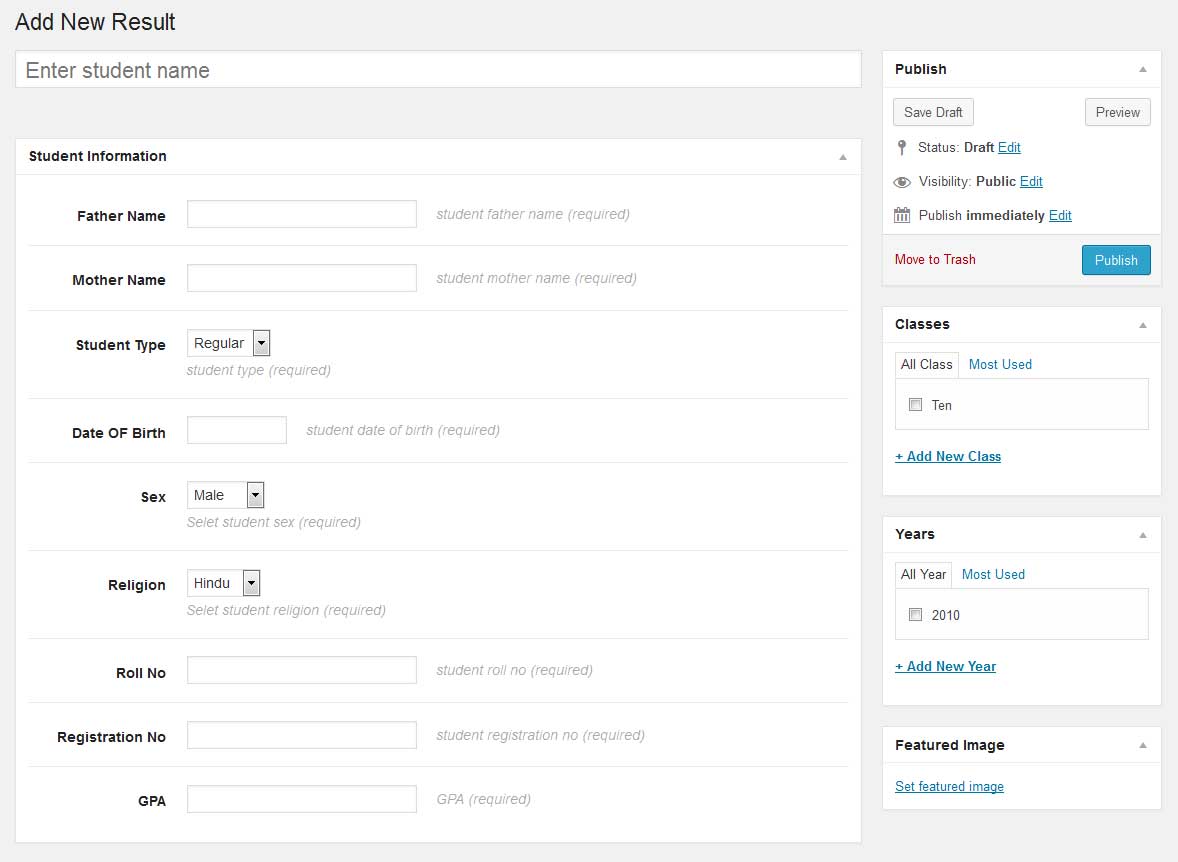 Add New Result
Enter student name
Student Information
Father Name student father name (required)
Mother Name student mother name (required)
Student Type Regular
student type (required)
Date OF Birth student date of birth (required)
Sex Male
Selet student sex (required)
Religion Hindu
Selet student religion (required)
Roll No student roll no (required)
Registration No student registration no (required)
GPA GPA (required)
Publish
Save Draft Preview
Status: Draft Edit
Visibility: Public Edit
Publish immediately Edit
Move to Trash Publish
Classes
All Class Most Used
Ten
+ Add New Class
Years
All Year Most Used
2010
+ Add New Year
Featured Image
Set featured image